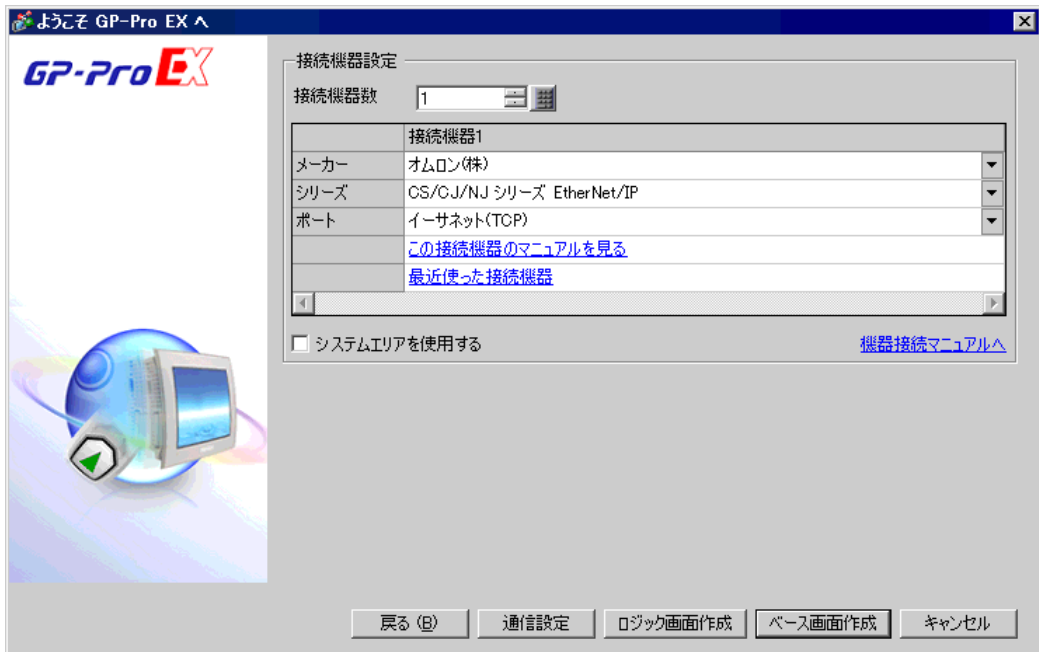 ようこそ GP-Pro EX へ
GP-Pro EX
接続機器設定
接続機器数
1
接続機器1
メーカー
オムロン(株)
シリーズ
CS/CJ/NJ シリーズ EtherNet/IP
ポート
イーサネット(TCP)
この接続機器のマニュアルを見る
最近使った接続機器
システムエリアを使用する
機器接続マニュアルへ
戻る (B)
通信設定
ロジック画面作成
ベース画面作成
キャンセル